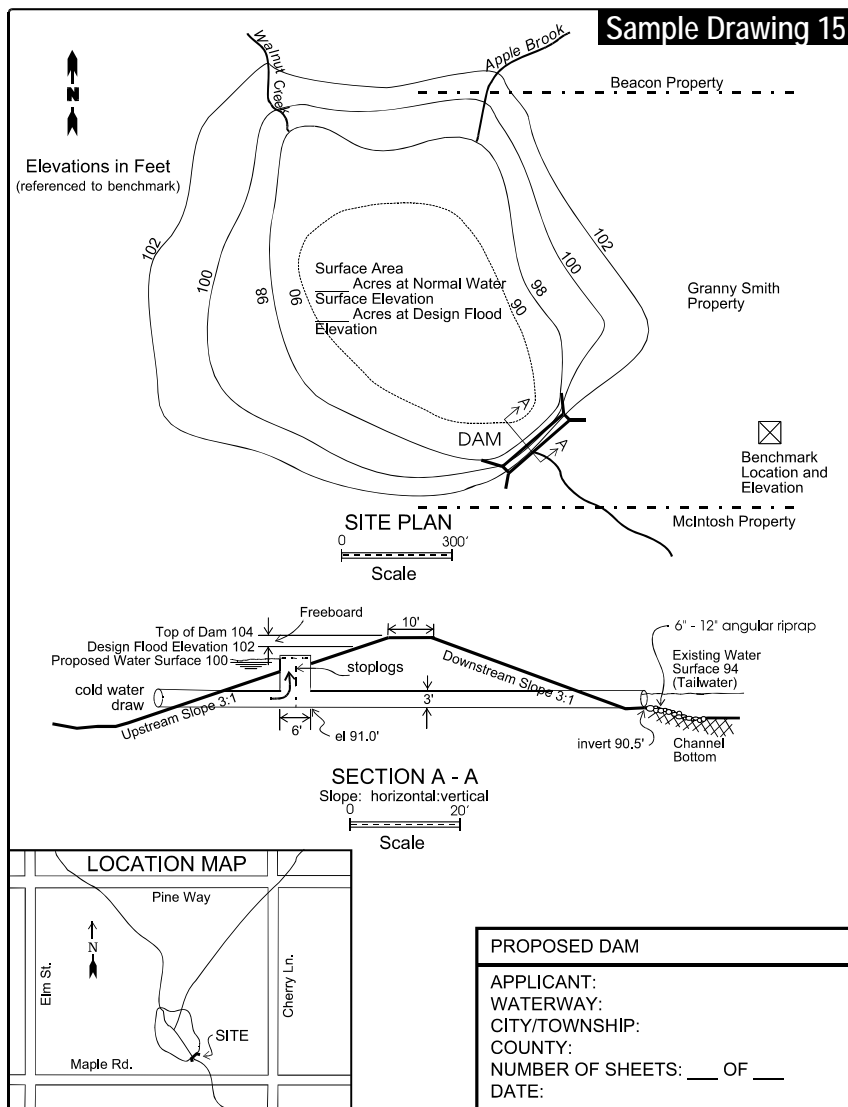 Sample Drawing 15
Walnut Creek
Apple Brook
Beacon Property
N
Elevations in Feet
(referenced to benchmark)
102
100
98
90
Surface Area
____ Acres at Normal Water
Surface Elevation
____ Acres at Design Flood
Elevation
90
98
100
102
Granny Smith
Property
A
A
DAM
Benchmark
Location and
Elevation
McIntosh Property
SITE PLAN
0 300'
Scale
Freeboard
10'
Top of Dam 104
Design Flood Elevation 102
Proposed Water Surface 100
stoplogs
cold water
draw
Upstream Slope 3:1
Downstream Slope 3:1
6'
el 91.0'
3'
6" - 12" angular riprap
Existing Water
Surface 94
(Tailwater)
invert 90.5'
Channel
Bottom
SECTION A - A
Slope: horizontal:vertical
0 20'
Scale
LOCATION MAP
Pine Way
N
Elm St.
Cherry Ln.
SITE
Maple Rd.
PROPOSED DAM
APPLICANT:
WATERWAY:
CITY/TOWNSHIP:
COUNTY:
NUMBER OF SHEETS: ___ OF ___
DATE: